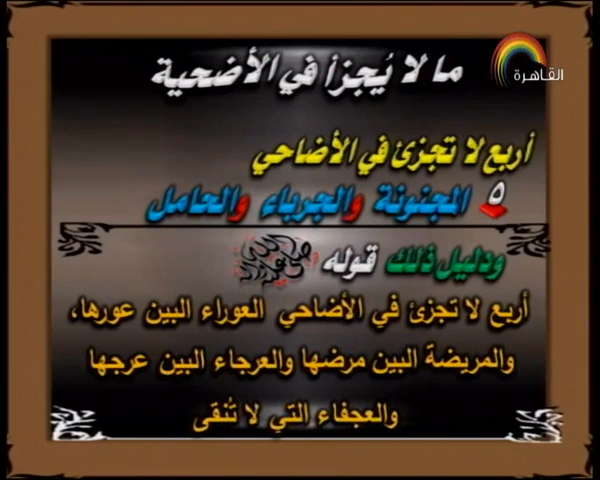 القاهرة
ما لا يُجزأ في الأضحية
أربع لا تجزئ في الأضاحي
٥ المجنونة والجرباء والحامل
ودليل ذلك قوله ﷺ
أربع لا تجزئ في الأضاحي العوراء البين عورها،
والمريضة البين مرضها والعرجاء البين عرجها
والعجفاء التي لا تُنقى